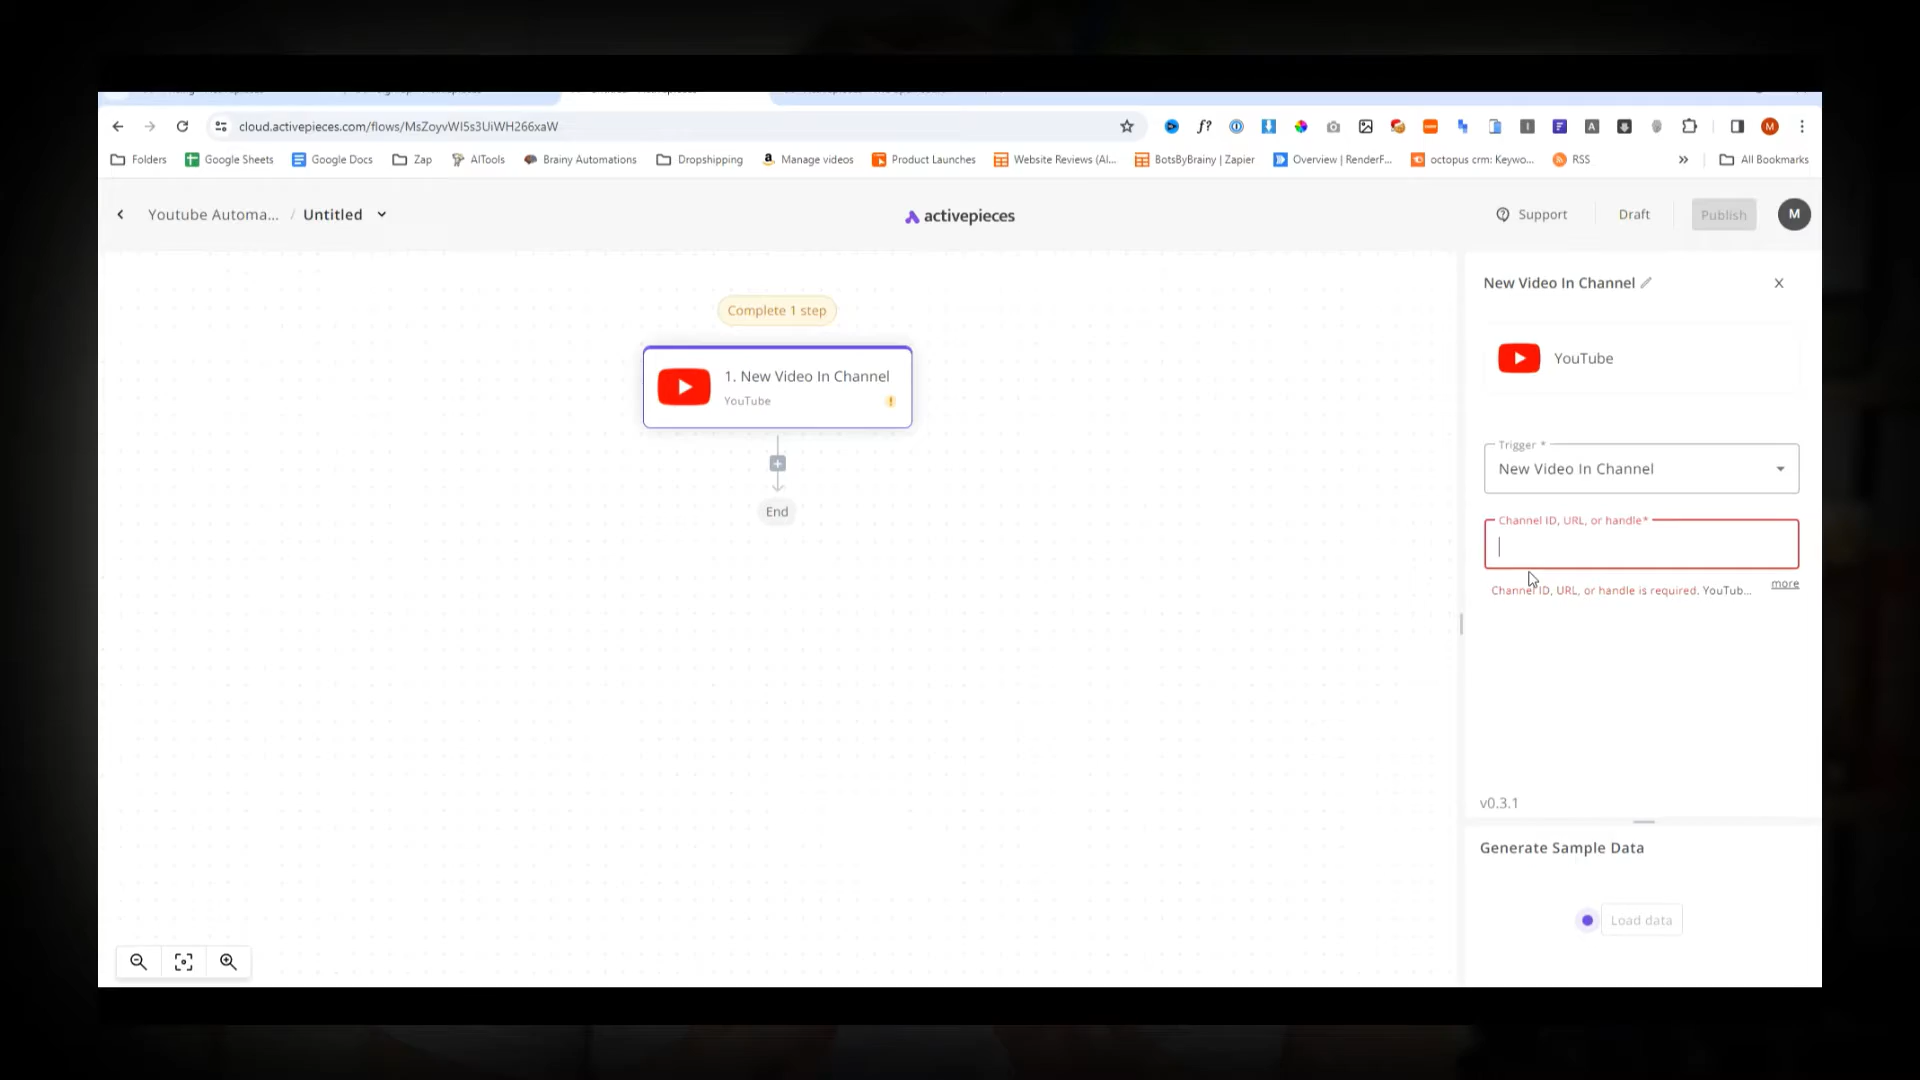 cloud.activepieces.com/flows/MsZoyvWI5s3UiWH266xaW
f?
Folders
Google Sheets
Google Docs
Zap
AITools
Brainy Automations
Dropshipping
Manage videos
Product Launches
Website Reviews (Al...
BotsByBrainy | Zapier
Overview | RenderF...
octopus crm: Keywo...
RSS
All Bookmarks
Youtube Automa... / Untitled
activepieces
Support
Draft
Publish
M
Complete 1 step
1. New Video In Channel
YouTube
End
New Video In Channel
YouTube
Trigger *
New Video In Channel
Channel ID, URL, or handle*
Channel ID, URL, or handle is required. YouTub...
more
v0.3.1
Generate Sample Data
Load data